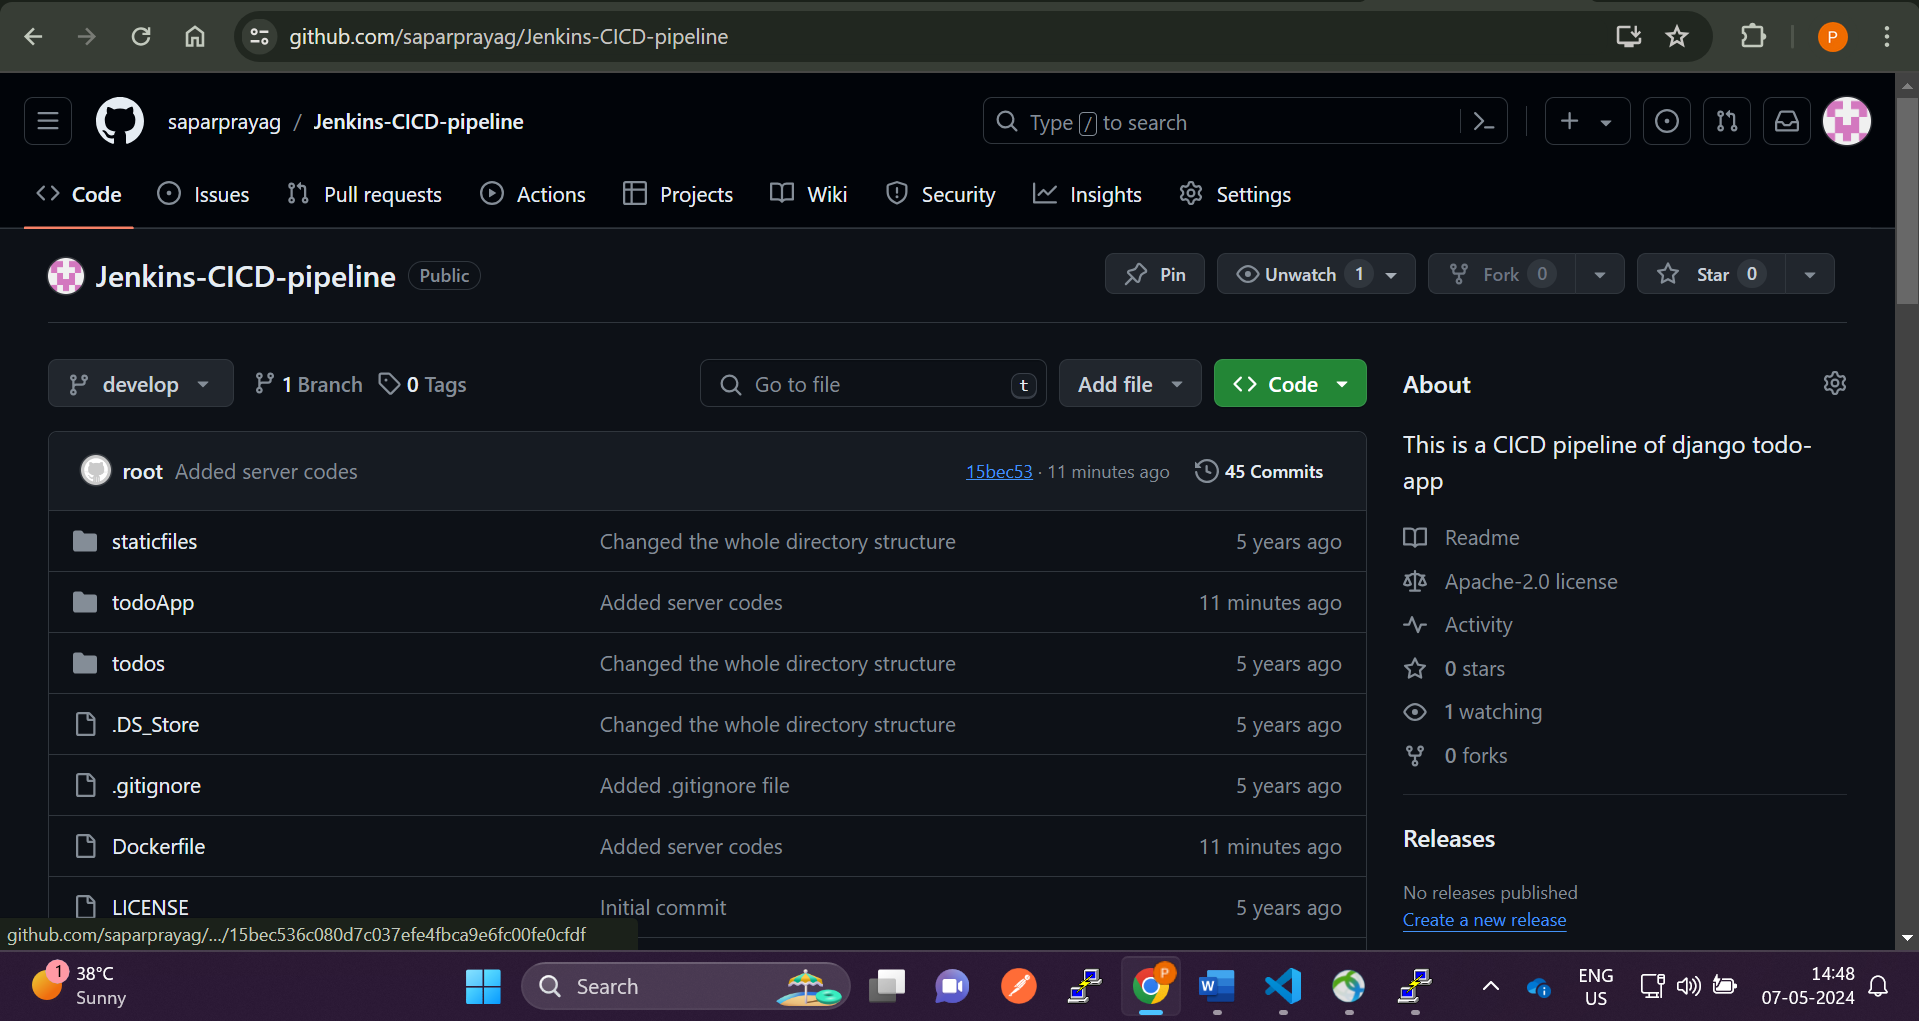 github.com/saparprayag/Jenkins-CICD-pipeline
P
saparprayag / Jenkins-CICD-pipeline
Type / to search
Code
Issues
Pull requests
Actions
Projects
Wiki
Security
Insights
Settings
Jenkins-CICD-pipeline
Public
Pin
Unwatch 1
Fork 0
Star 0
develop
1 Branch
0 Tags
Go to file
t
Add file
Code
root Added server codes
15bec53 · 11 minutes ago
45 Commits
staticfiles Changed the whole directory structure 5 years ago
todoApp Added server codes 11 minutes ago
todos Changed the whole directory structure 5 years ago
.DS_Store Changed the whole directory structure 5 years ago
.gitignore Added .gitignore file 5 years ago
Dockerfile Added server codes 11 minutes ago
LICENSE Initial commit 5 years ago
About
This is a CICD pipeline of django todo-
app
Readme
Apache-2.0 license
Activity
0 stars
1 watching
0 forks
Releases
No releases published
Create a new release
github.com/saparprayag/.../15bec536c080d7c037efe4fbca9e6fc00fe0cfdf
1
38°C
Sunny
Search
P
W
ENG
US
14:48
07-05-2024